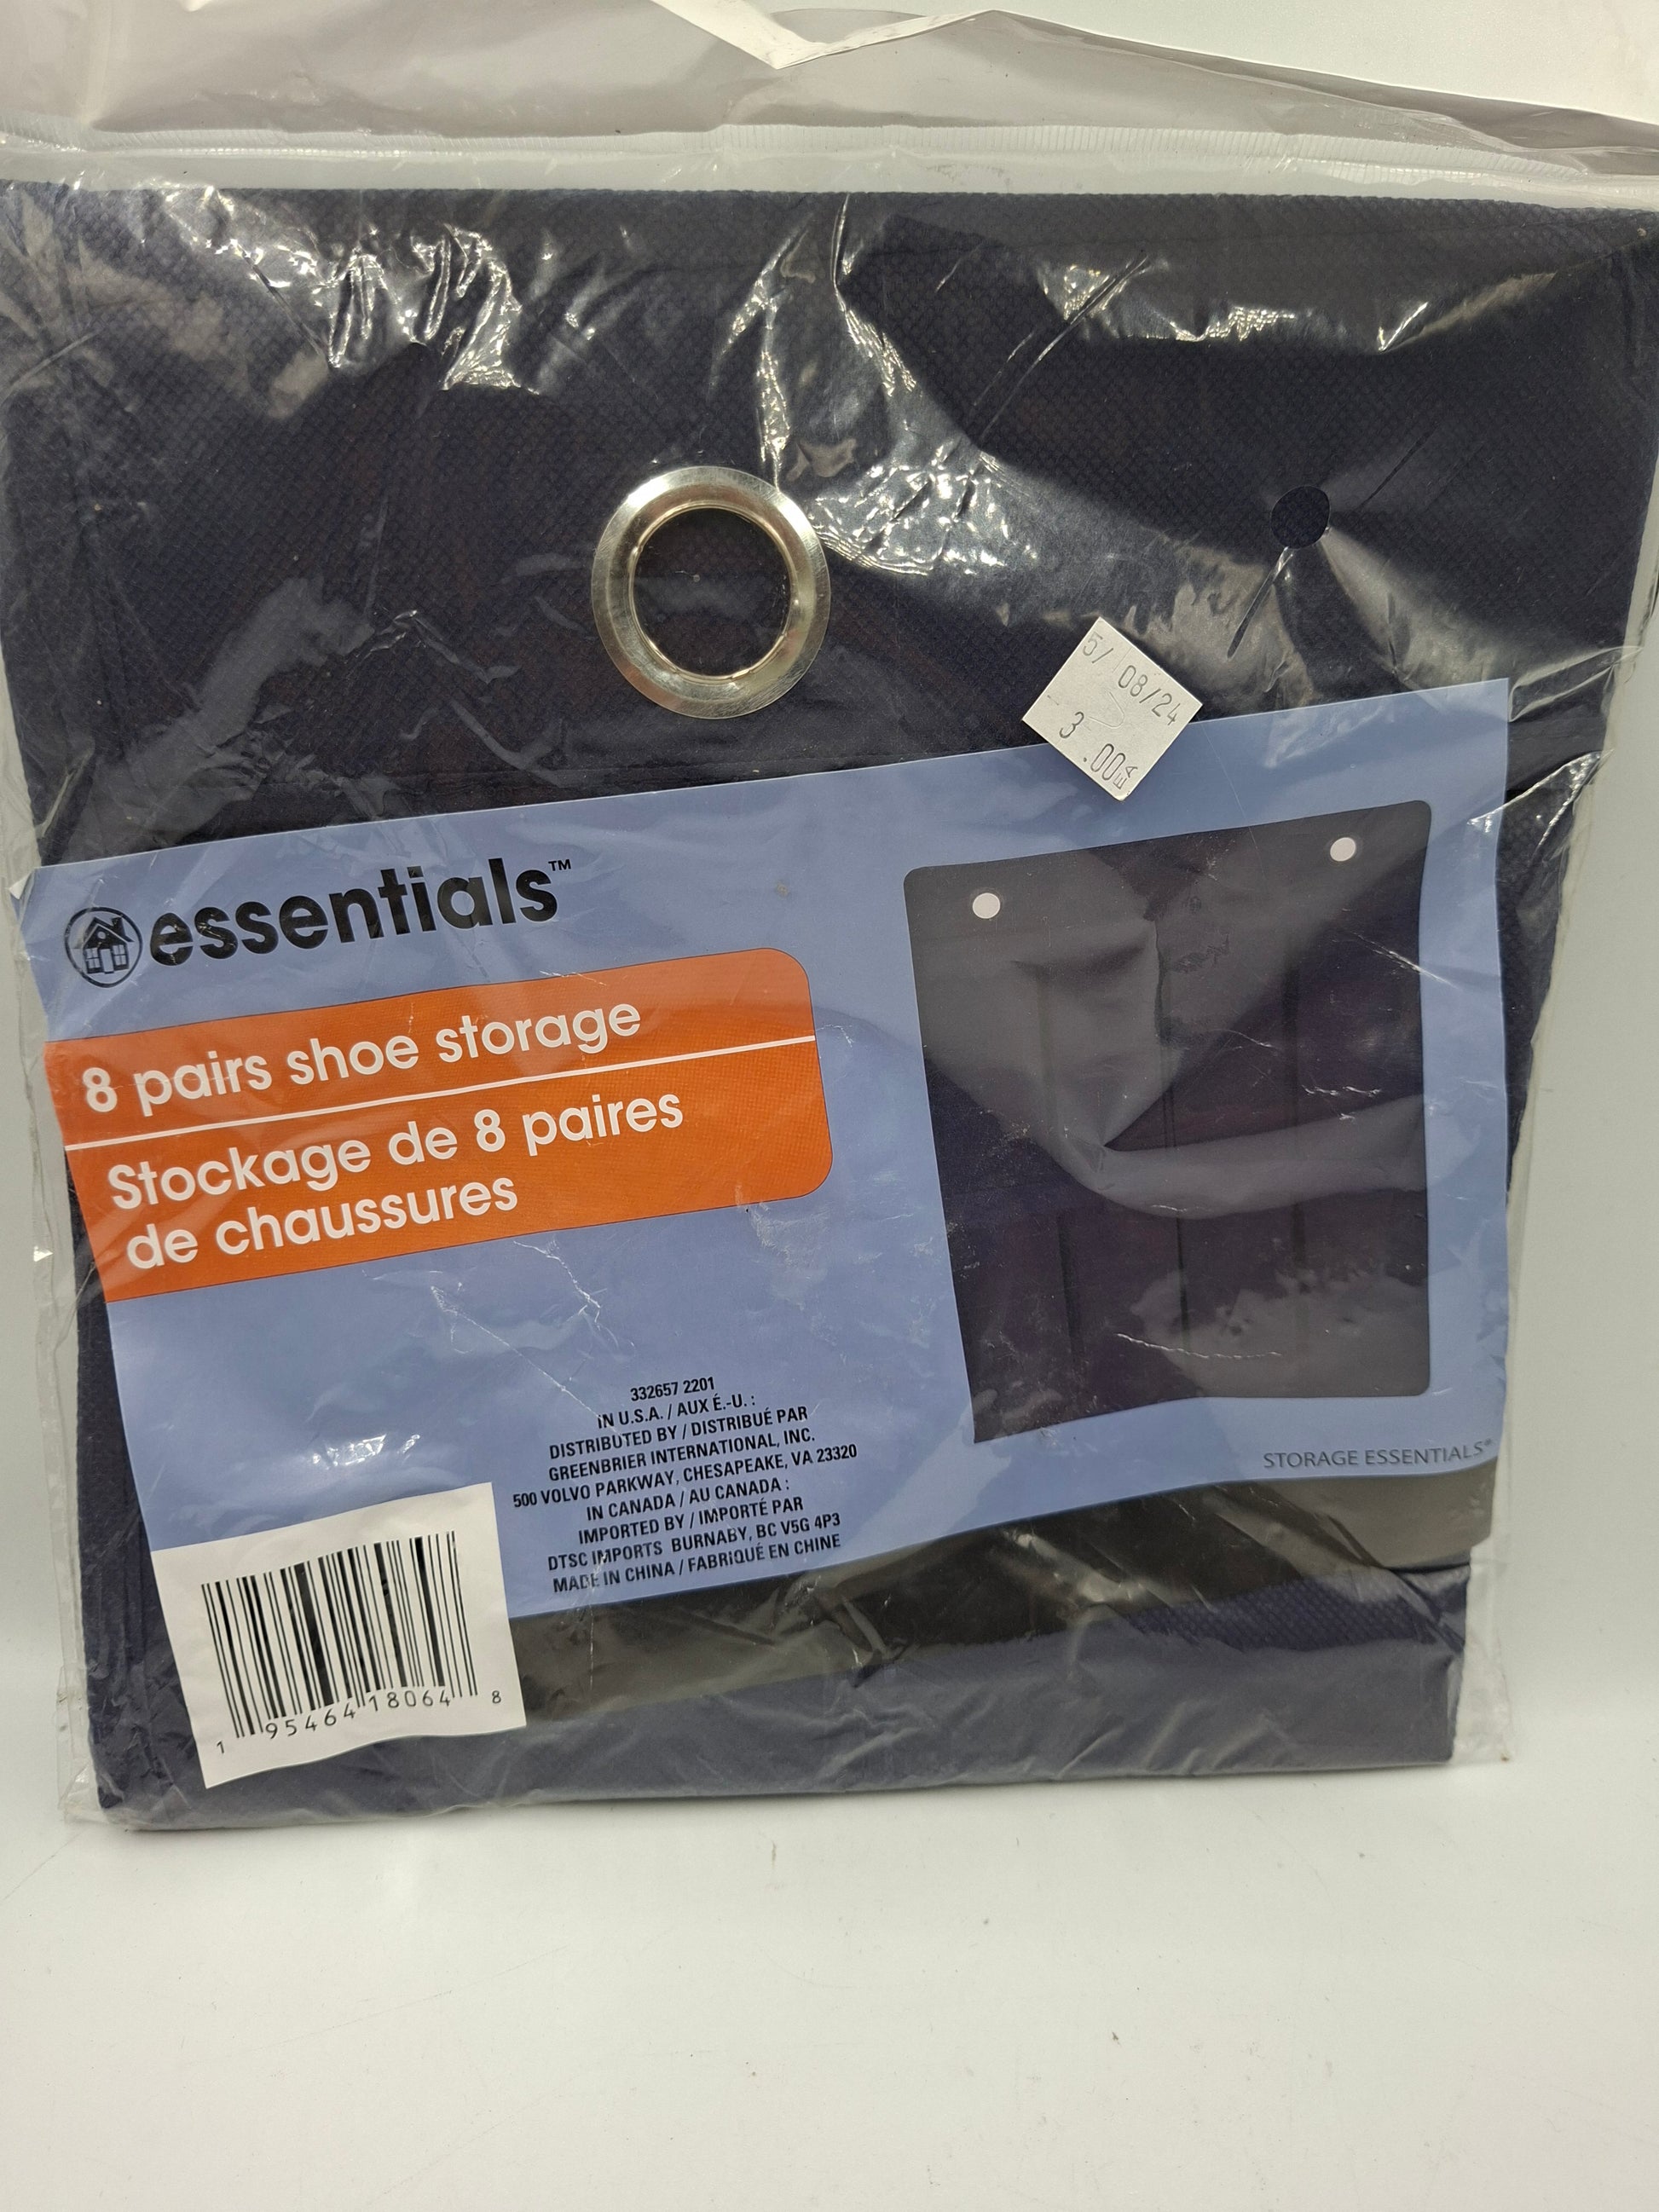 5/ 08/24
3 .00EA
essentials™
8 pairs shoe storage
Stockage de 8 paires
de chaussures
332657 2201
IN U.S.A. / AUX É.-U. :
DISTRIBUTED BY / DISTRIBUÉ PAR
GREENBRIER INTERNATIONAL, INC.
500 VOLVO PARKWAY, CHESAPEAKE, VA 23320
IN CANADA / AU CANADA :
IMPORTED BY / IMPORTÉ PAR
DTSC IMPORTS BURNABY, BC V5G 4P3
MADE IN CHINA / FABRIQUÉ EN CHINE
STORAGE ESSENTIALS®
1 95464 18064 8